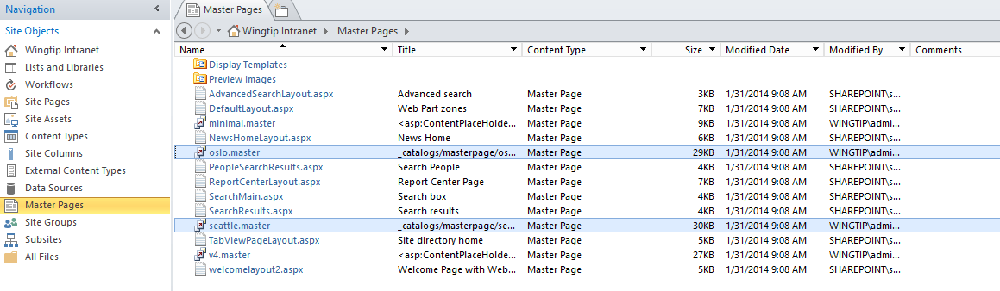 Navigation
Site Objects
Wingtip Intranet
Lists and Libraries
Workflows
Site Pages
Site Assets
Content Types
Site Columns
External Content Types
Data Sources
Master Pages
Site Groups
Subsites
All Files
Master Pages
Wingtip Intranet Master Pages
Name Title Content Type Size Modified Date Modified By Comments
Display Templates
Preview Images
AdvancedSearchLayout.aspx Advanced search Master Page 3KB 1/31/2014 9:08 AM SHAREPOINT\s...
DefaultLayout.aspx Web Part zones Master Page 7KB 1/31/2014 9:08 AM SHAREPOINT\s...
minimal.master <asp:ContentPlaceHolde... Master Page 9KB 1/31/2014 9:08 AM WINGTIP\admi...
NewsHomeLayout.aspx News Home Master Page 6KB 1/31/2014 9:08 AM SHAREPOINT\s...
oslo.master _catalogs/masterpage/os... Master Page 29KB 1/31/2014 9:08 AM WINGTIP\admi...
PeopleSearchResults.aspx Search People Master Page 4KB 1/31/2014 9:08 AM SHAREPOINT\s...
ReportCenterLayout.aspx Report Center Page Master Page 7KB 1/31/2014 9:08 AM SHAREPOINT\s...
SearchMain.aspx Search box Master Page 4KB 1/31/2014 9:08 AM SHAREPOINT\s...
SearchResults.aspx Search results Master Page 4KB 1/31/2014 9:08 AM SHAREPOINT\s...
seattle.master _catalogs/masterpage/se... Master Page 30KB 1/31/2014 9:08 AM WINGTIP\admi...
TabViewPageLayout.aspx Site directory home Master Page 5KB 1/31/2014 9:08 AM SHAREPOINT\s...
v4.master <asp:ContentPlaceHolde... Master Page 27KB 1/31/2014 9:08 AM WINGTIP\admi...
welcomelayout2.aspx Welcome Page with Web... Master Page 5KB 1/31/2014 9:08 AM SHAREPOINT\s...